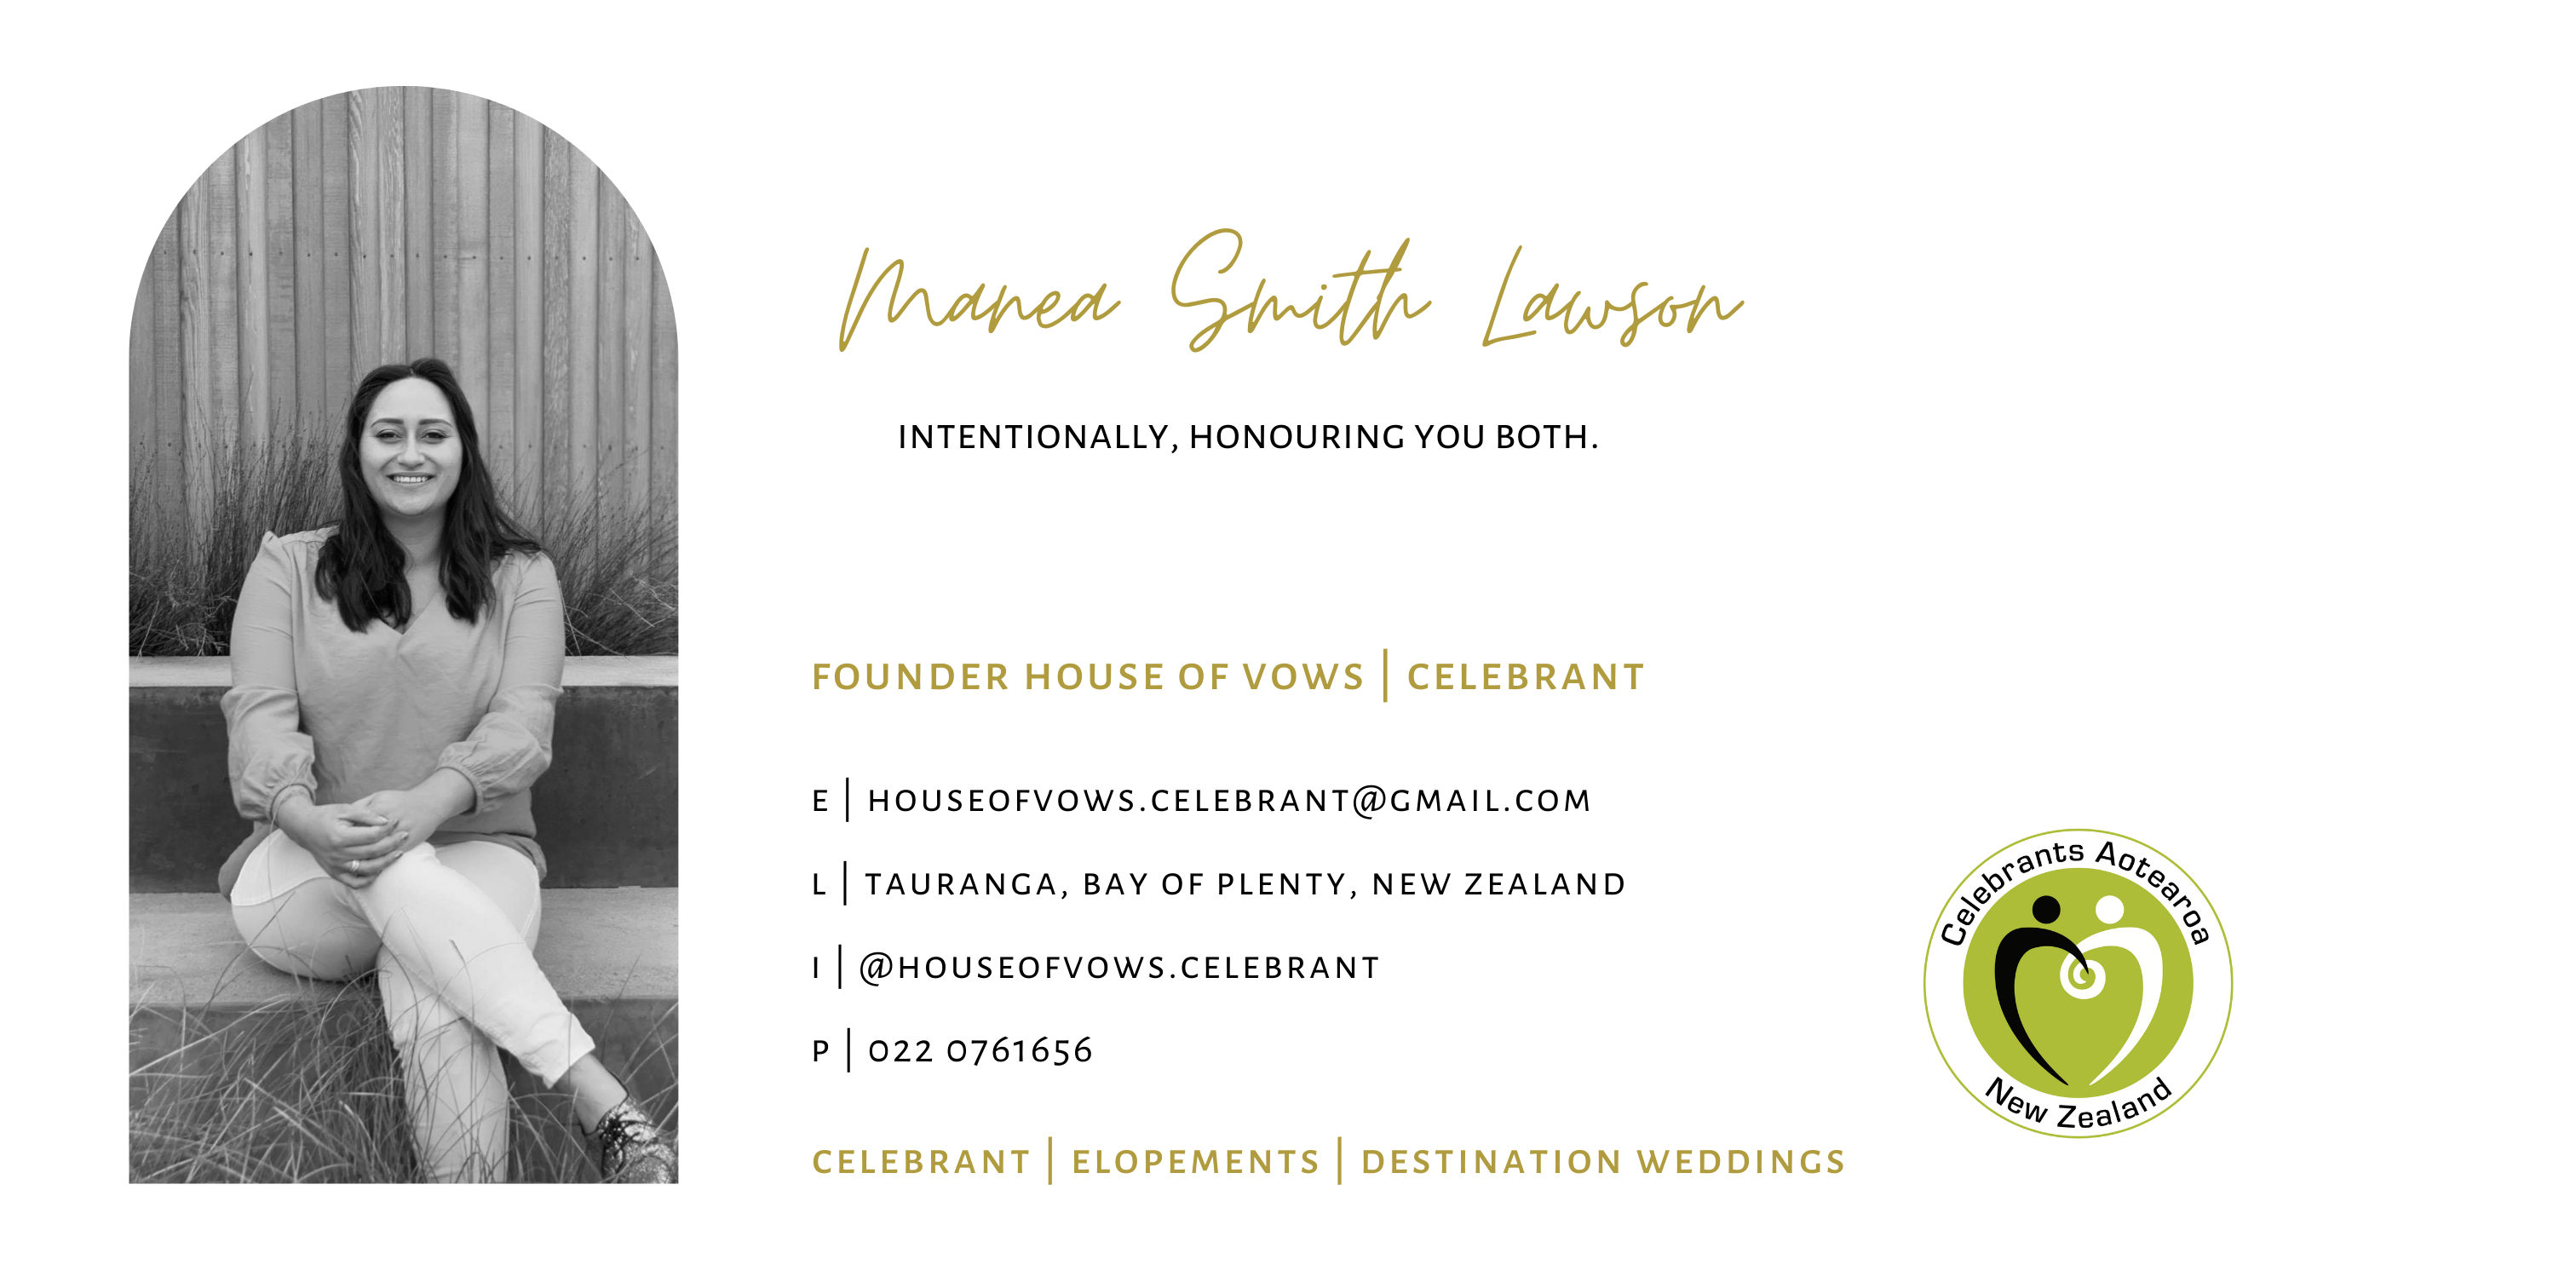 Manea Smith Lawson
INTENTIONALLY, HONOURING YOU BOTH.
FOUNDER HOUSE OF VOWS | CELEBRANT
E | HOUSEOFVOWS.CELEBRANT@GMAIL.COM
L | TAURANGA, BAY OF PLENTY, NEW ZEALAND
I | @HOUSEOFVOWS.CELEBRANT
P | 022 0761656
CELEBRANT | ELOPEMENTS | DESTINATION WEDDINGS
Celebrants Aotearoa
New Zealand